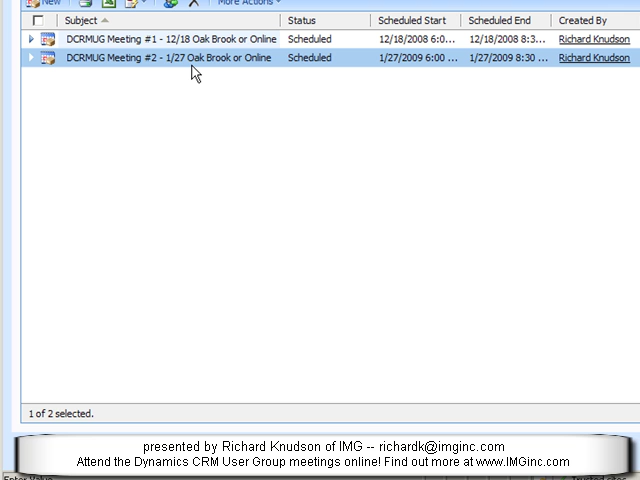 New More Actions
Subject Status Scheduled Start Scheduled End Created By
DCRMUG Meeting #1 - 12/18 Oak Brook or Online Scheduled 12/18/2008 6:0... 12/18/2008 8:3... Richard Knudson
DCRMUG Meeting #2 - 1/27 Oak Brook or Online Scheduled 1/27/2009 6:00 ... 1/27/2009 8:30 ... Richard Knudson
1 of 2 selected.
presented by Richard Knudson of IMG -- richardk@imginc.com
Attend the Dynamics CRM User Group meetings online! Find out more at www.IMGinc.com